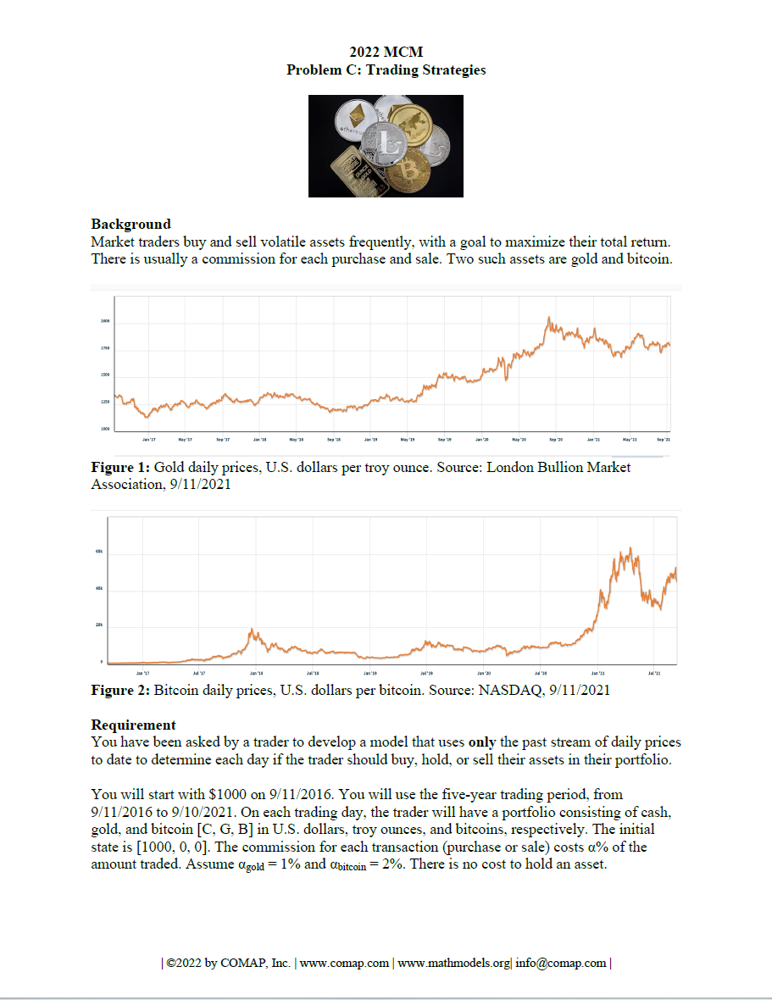 2022 MCM
Problem C: Trading Strategies
ethereum
Background
Market traders buy and sell volatile assets frequently, with a goal to maximize their total return.
There is usually a commission for each purchase and sale. Two such assets are gold and bitcoin.
2000
1750
1500
1250
1000
Jan '17 May '17 Sep '17 Jan '18 May '18 Sep '18 Jan '19 May '19 Sep '19 Jan '20 May '20 Sep '20 Jan '21 May '21 Sep '21
Figure 1: Gold daily prices, U.S. dollars per troy ounce. Source: London Bullion Market
Association, 9/11/2021
60k
40k
20k
0
Jan '17 Jul '17 Jan '18 Jul '18 Jan '19 Jul '19 Jan '20 Jul '20 Jan '21 Jul '21
Figure 2: Bitcoin daily prices, U.S. dollars per bitcoin. Source: NASDAQ, 9/11/2021
Requirement
You have been asked by a trader to develop a model that uses only the past stream of daily prices
to date to determine each day if the trader should buy, hold, or sell their assets in their portfolio.
You will start with $1000 on 9/11/2016. You will use the five-year trading period, from
9/11/2016 to 9/10/2021. On each trading day, the trader will have a portfolio consisting of cash,
gold, and bitcoin [C, G, B] in U.S. dollars, troy ounces, and bitcoins, respectively. The initial
state is [1000, 0, 0]. The commission for each transaction (purchase or sale) costs α% of the
amount traded. Assume αgold = 1% and αbitcoin = 2%. There is no cost to hold an asset.
| ©2022 by COMAP, Inc. | www.comap.com | www.mathmodels.org| info@comap.com |